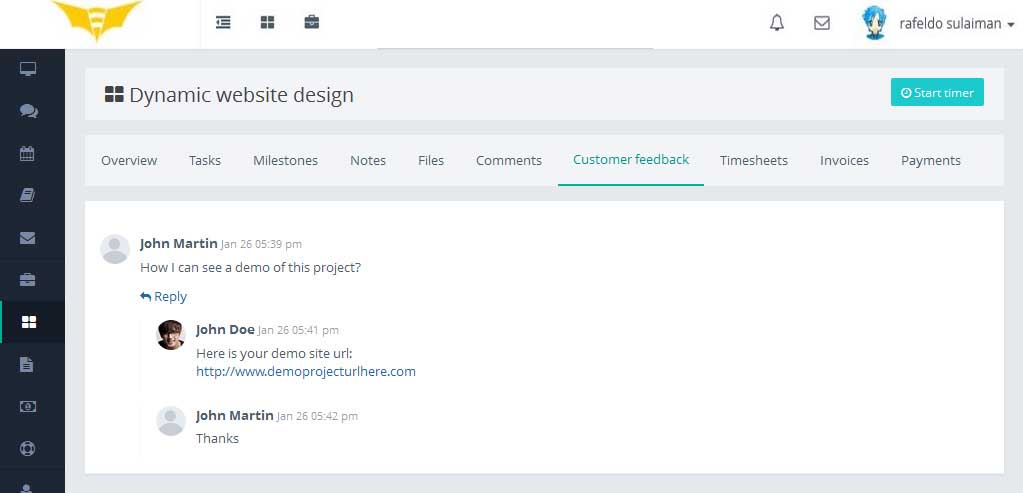 rafeldo sulaiman
Dynamic website design
Start timer
Overview Tasks Milestones Notes Files Comments Customer feedback Timesheets Invoices Payments
John Martin Jan 26 05:39 pm
How I can see a demo of this project?
Reply
John Doe Jan 26 05:41 pm
Here is your demo site url:
http://www.demoprojecturlhere.com
John Martin Jan 26 05:42 pm
Thanks